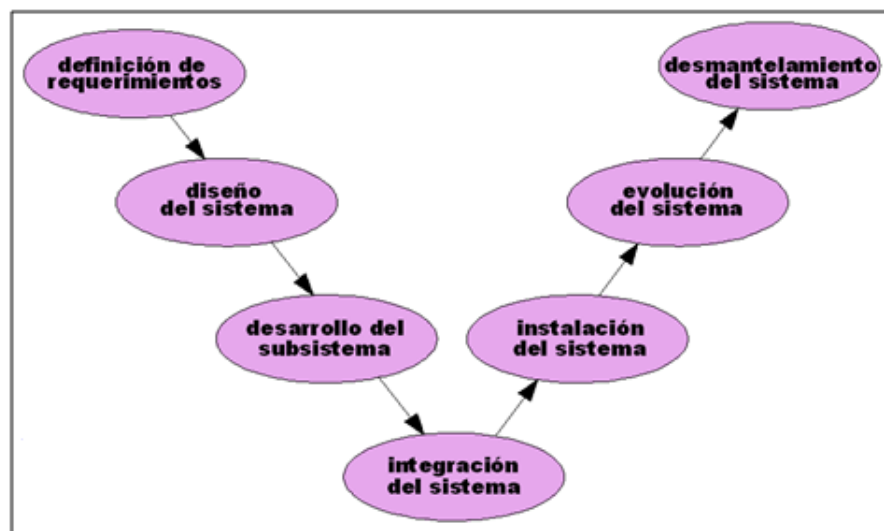 definición de
requerimientos
diseño
del sistema
desarrollo del
subsistema
integración
del sistema
instalación
del sistema
evolución
del sistema
desmantelamiento
del sistema